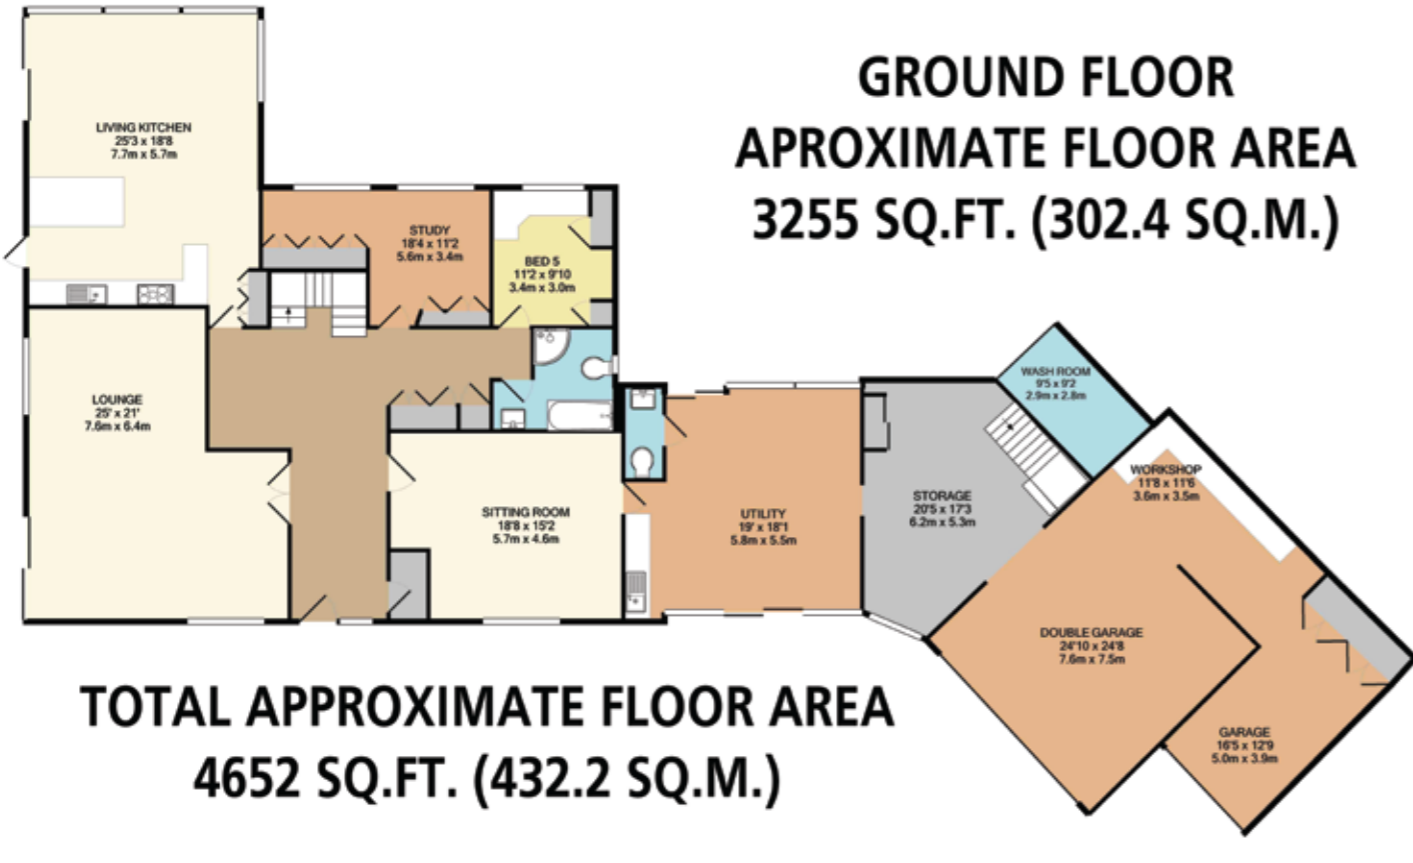 GROUND FLOOR
APROXIMATE FLOOR AREA
3255 SQ.FT. (302.4 SQ.M.)
LIVING KITCHEN
25'3 x 18'8
7.7m x 5.7m
STUDY
18'4 x 11'2
5.6m x 3.4m
BED 5
11'2 x 9'10
3.4m x 3.0m
LOUNGE
25' x 21'
7.6m x 6.4m
WASH ROOM
9'5 x 9'2
2.9m x 2.8m
SITTING ROOM
18'8 x 15'2
5.7m x 4.6m
UTILITY
19' x 18'1
5.8m x 5.5m
STORAGE
20'5 x 17'3
6.2m x 5.3m
WORKSHOP
11'8 x 11'6
3.6m x 3.5m
DOUBLE GARAGE
24'10 x 24'8
7.6m x 7.5m
GARAGE
16'5 x 12'9
5.0m x 3.9m
TOTAL APPROXIMATE FLOOR AREA
4652 SQ.FT. (432.2 SQ.M.)